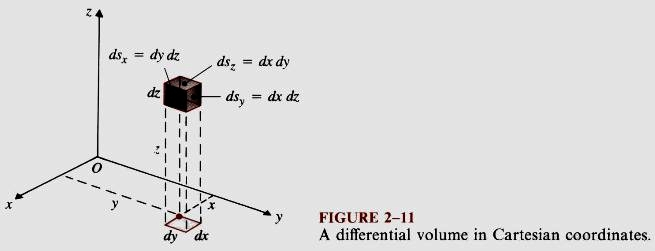 z
ds_x = dy dz
ds_z = dx dy
dz
ds_y = dx dz
z
O
x
y
x
y
dy
dx
FIGURE 2–11
A differential volume in Cartesian coordinates.